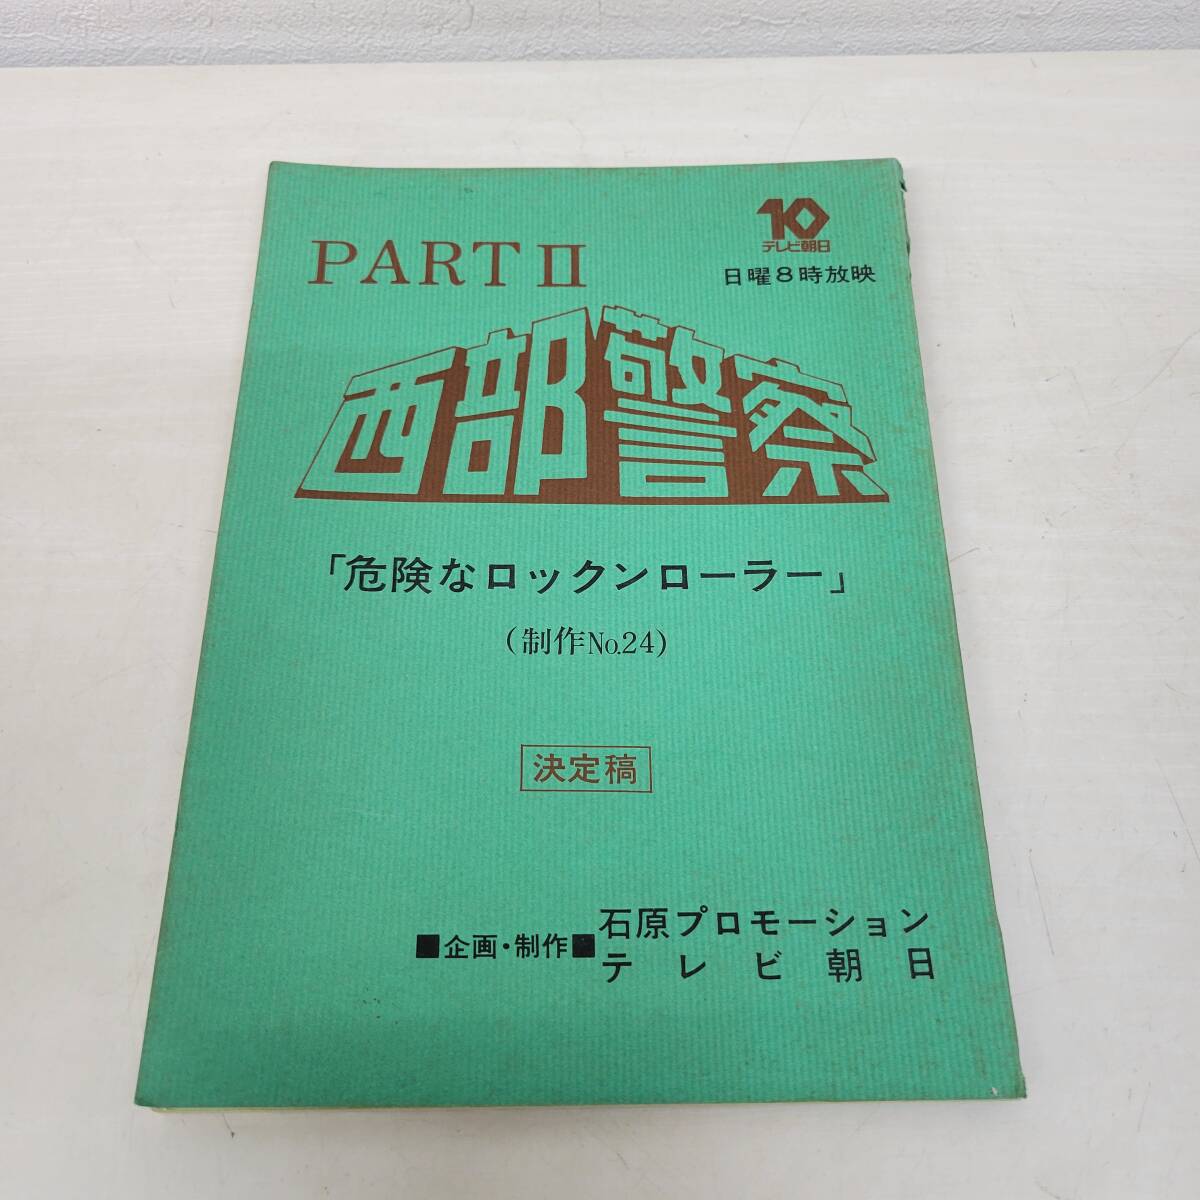 10
テレビ朝日
PART II
日曜8時放映
西部警察
「危険なロックンローラー」
(制作No.24)
決定稿
■企画・制作■
石原プロモーション
テレビ朝日